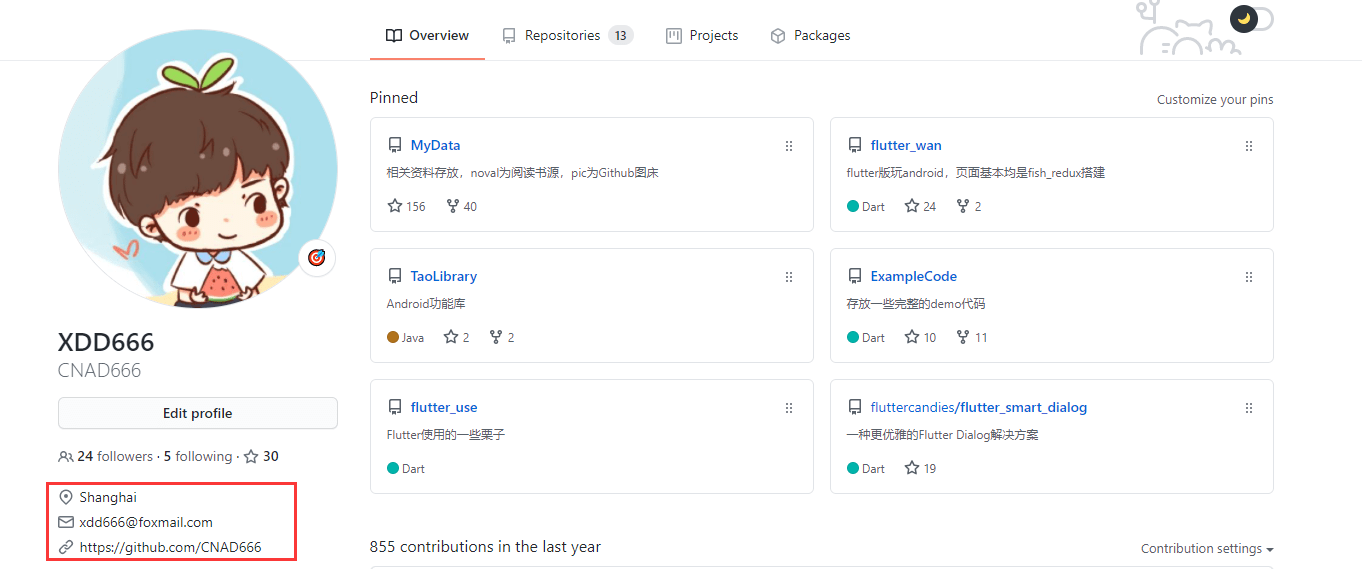 Overview Repositories 13 Projects Packages
Pinned
Customize your pins
MyData
相关资料存放，noval为阅读书源，pic为Github图床
156 40
flutter_wan
flutter版玩android，页面基本均是fish_redux搭建
Dart 24 2
TaoLibrary
Android功能库
Java 2 2
ExampleCode
存放一些完整的demo代码
Dart 10 11
flutter_use
Flutter使用的一些栗子
Dart
fluttercandies/flutter_smart_dialog
一种更优雅的Flutter Dialog解决方案
Dart 19
XDD666
CNAD666
Edit profile
24 followers · 5 following · 30
Shanghai
xdd666@foxmail.com
https://github.com/CNAD666
855 contributions in the last year
Contribution settings